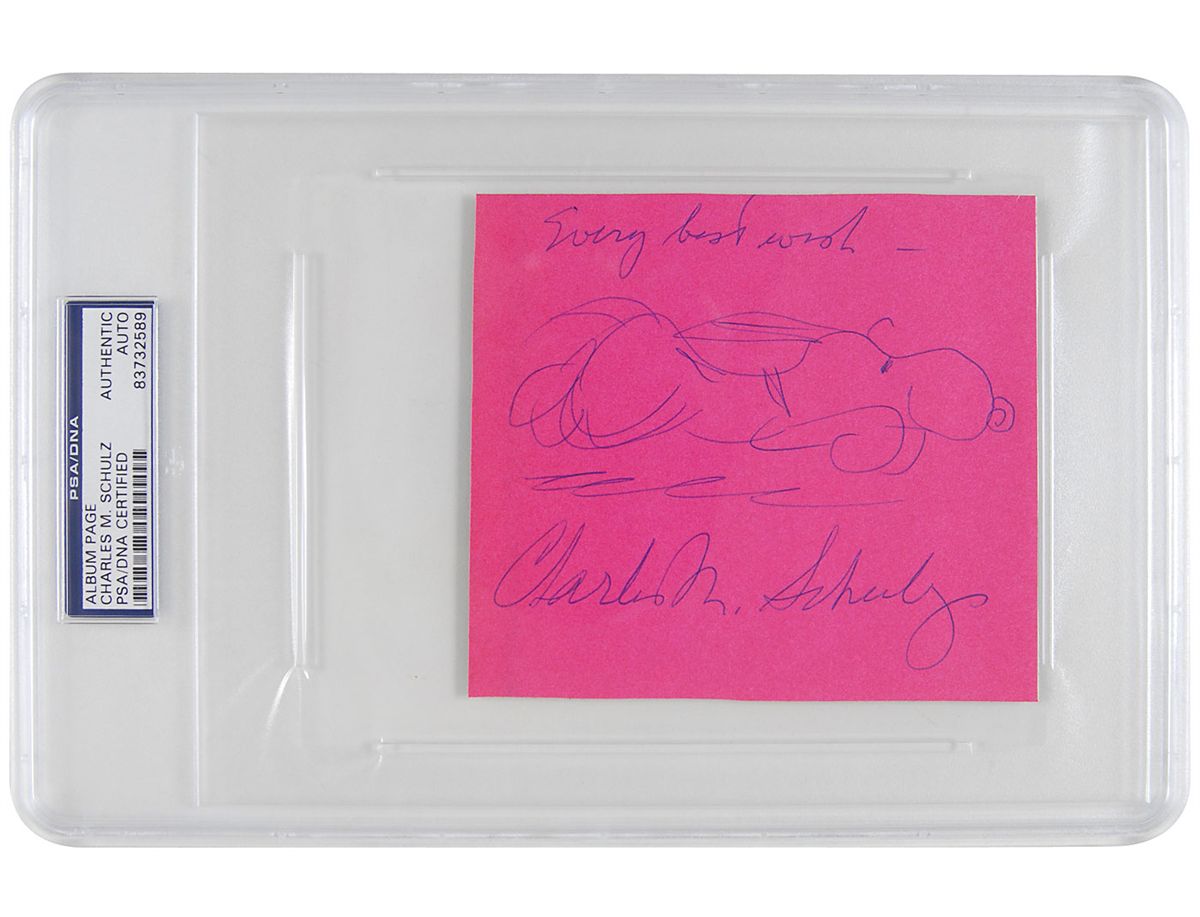 PSA/DNA
ALBUM PAGE
CHARLES M. SCHULZ
PSA/DNA CERTIFIED
AUTHENTIC
AUTO
83732589
Every best wish –
Charles M. Schulz